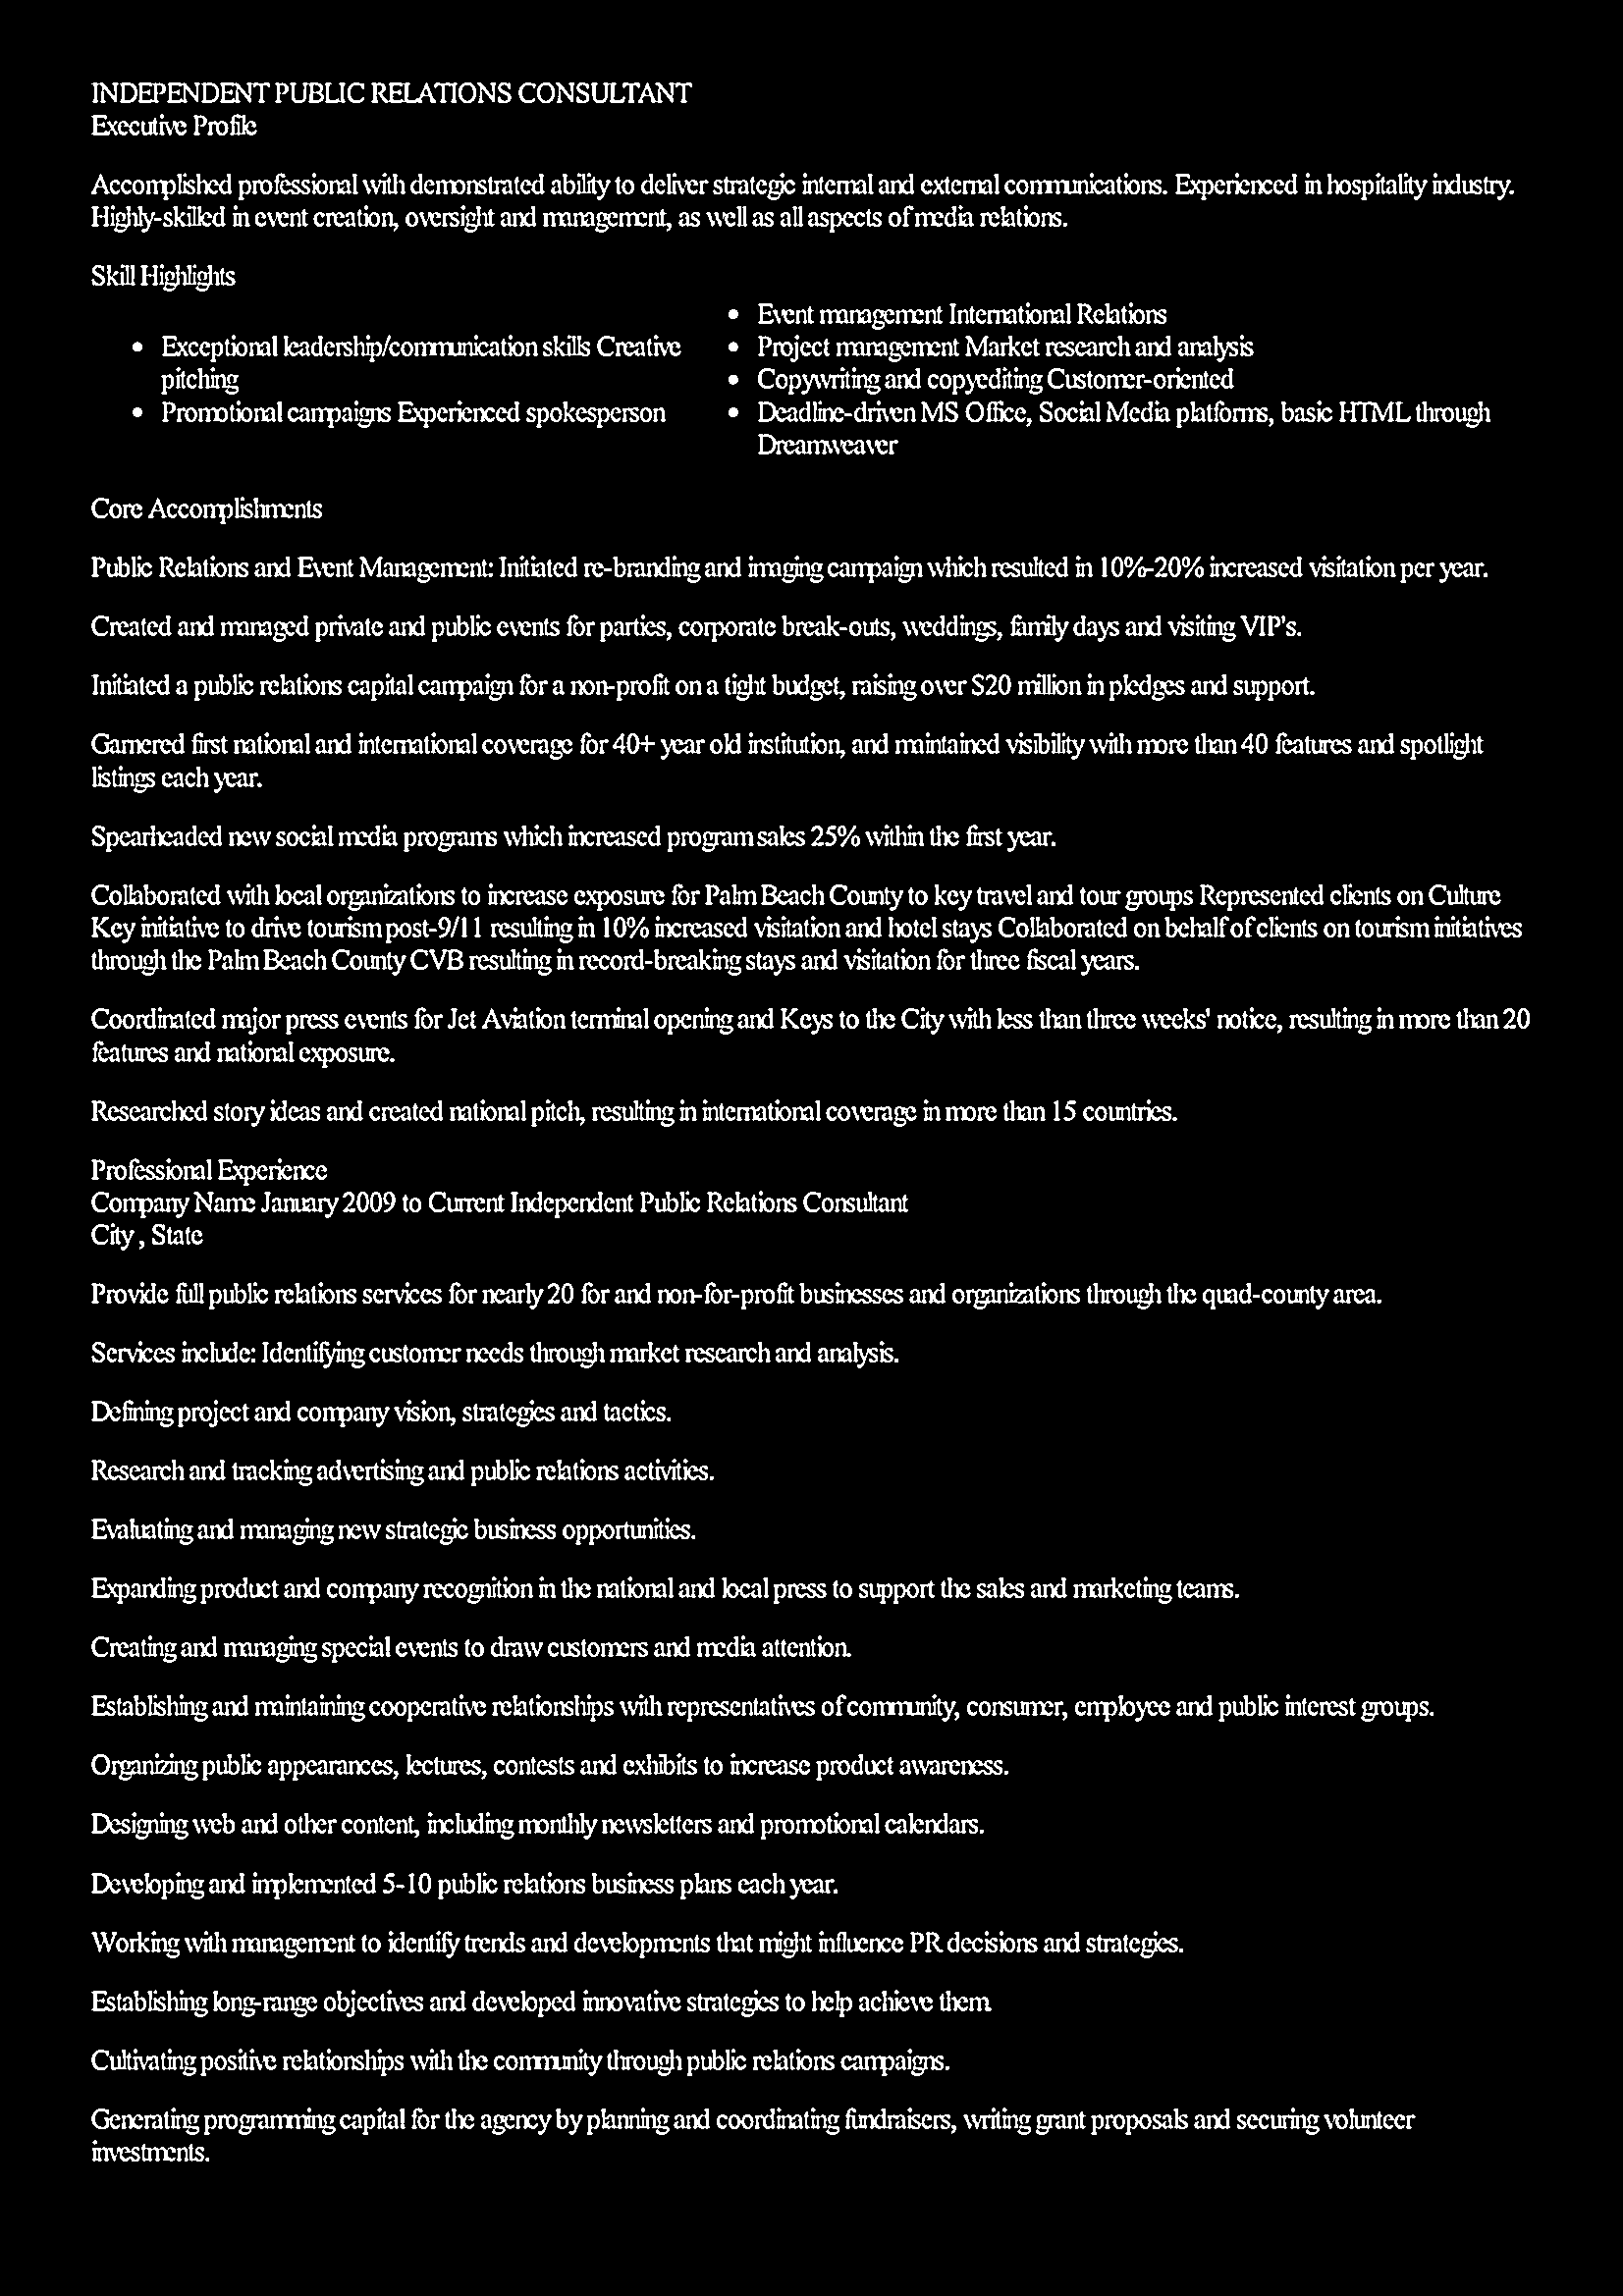 INDEPENDENT PUBLIC RELATIONS CONSULTANT
Executive Profile
Accomplished professional with demonstrated ability to deliver strategic internal and external communications. Experienced in hospitality industry.
Highly-skilled in event creation, oversight and management, as well as all aspects of media relations.
Skill Highlights
• Exceptional leadership/communication skills Creative
pitching
• Promotional campaigns Experienced spokesperson
• Event management International Relations
• Project management Market research and analysis
• Copywriting and copyediting Customer-oriented
• Deadline-driven MS Office, Social Media platforms, basic HTML through
Dreamweaver
Core Accomplishments
Public Relations and Event Management: Initiated re-branding and imaging campaign which resulted in 10%-20% increased visitation per year.
Created and managed private and public events for parties, corporate break-outs, weddings, family days and visiting VIP's.
Initiated a public relations capital campaign for a non-profit on a tight budget, raising over $20 million in pledges and support.
Garnered first national and international coverage for 40+ year old institution, and maintained visibility with more than 40 features and spotlight
listings each year.
Spearheaded new social media programs which increased program sales 25% within the first year.
Collaborated with local organizations to increase exposure for Palm Beach County to key travel and tour groups Represented clients on Culture
Key initiative to drive tourism post-9/11 resulting in 10% increased visitation and hotel stays Collaborated on behalf of clients on tourism initiatives
through the Palm Beach County CVB resulting in record-breaking stays and visitation for three fiscal years.
Coordinated major press events for Jet Aviation terminal opening and Keys to the City with less than three weeks' notice, resulting in more than 20
features and national exposure.
Researched story ideas and created national pitch, resulting in international coverage in more than 15 countries.
Professional Experience
Company Name January 2009 to Current Independent Public Relations Consultant
City , State
Provide full public relations services for nearly 20 for and non-for-profit businesses and organizations through the quad-county area.
Services include: Identifying customer needs through market research and analysis.
Defining project and company vision, strategies and tactics.
Research and tracking advertising and public relations activities.
Evaluating and managing new strategic business opportunities.
Expanding product and company recognition in the national and local press to support the sales and marketing teams.
Creating and managing special events to draw customers and media attention.
Establishing and maintaining cooperative relationships with representatives of community, consumer, employee and public interest groups.
Organizing public appearances, lectures, contests and exhibits to increase product awareness.
Designing web and other content, including monthly newsletters and promotional calendars.
Developing and implemented 5-10 public relations business plans each year.
Working with management to identify trends and developments that might influence PR decisions and strategies.
Establishing long-range objectives and developed innovative strategies to help achieve them.
Cultivating positive relationships with the community through public relations campaigns.
Generating programming capital for the agency by planning and coordinating fundraisers, writing grant proposals and securing volunteer
investments.